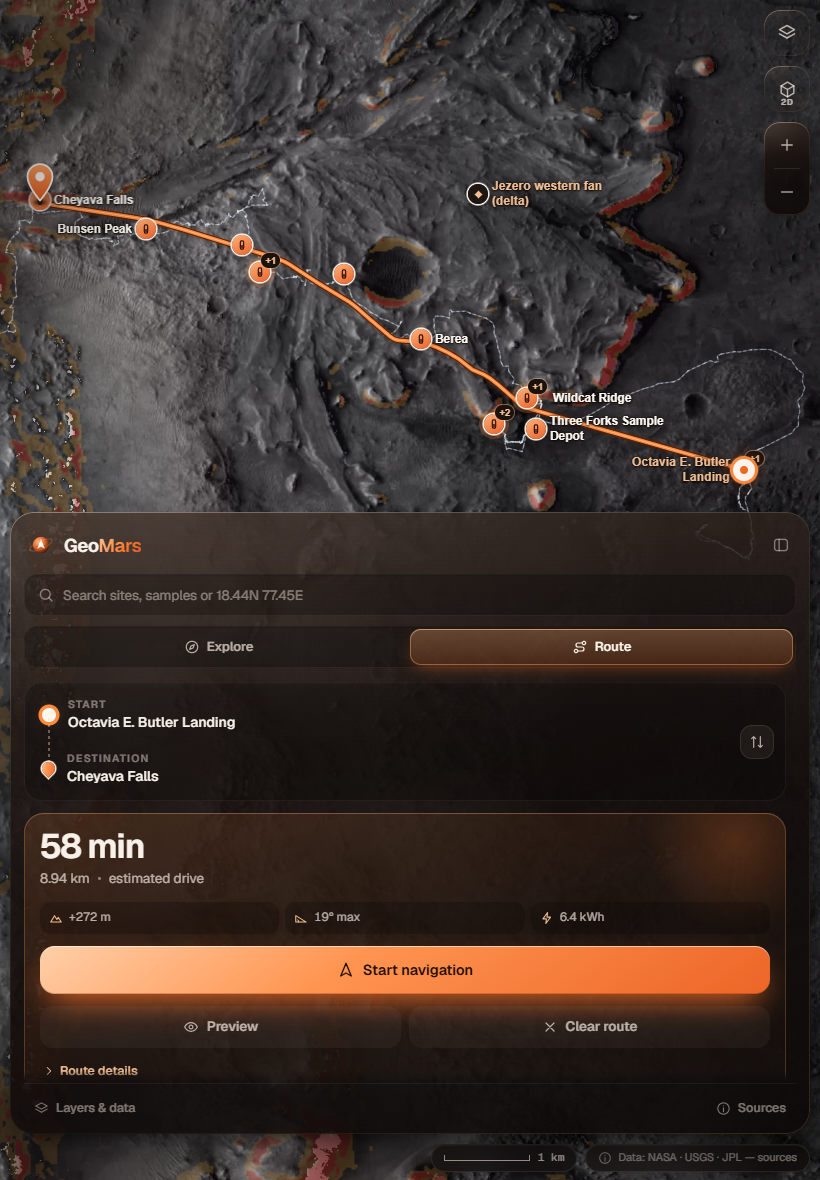 2D
Jezero western fan
(delta)
Cheyava Falls
Bunsen Peak
+1
Berea
+1
Wildcat Ridge
+2
Three Forks Sample
Depot
Octavia E. Butler
Landing
+1
GeoMars
Search sites, samples or 18.44N 77.45E
Explore
Route
START
Octavia E. Butler Landing
DESTINATION
Cheyava Falls
58 min
8.94 km · estimated drive
+272 m
19° max
6.4 kWh
Start navigation
Preview
Clear route
Route details
Layers & data
Sources
1 km
Data: NASA · USGS · JPL — sources